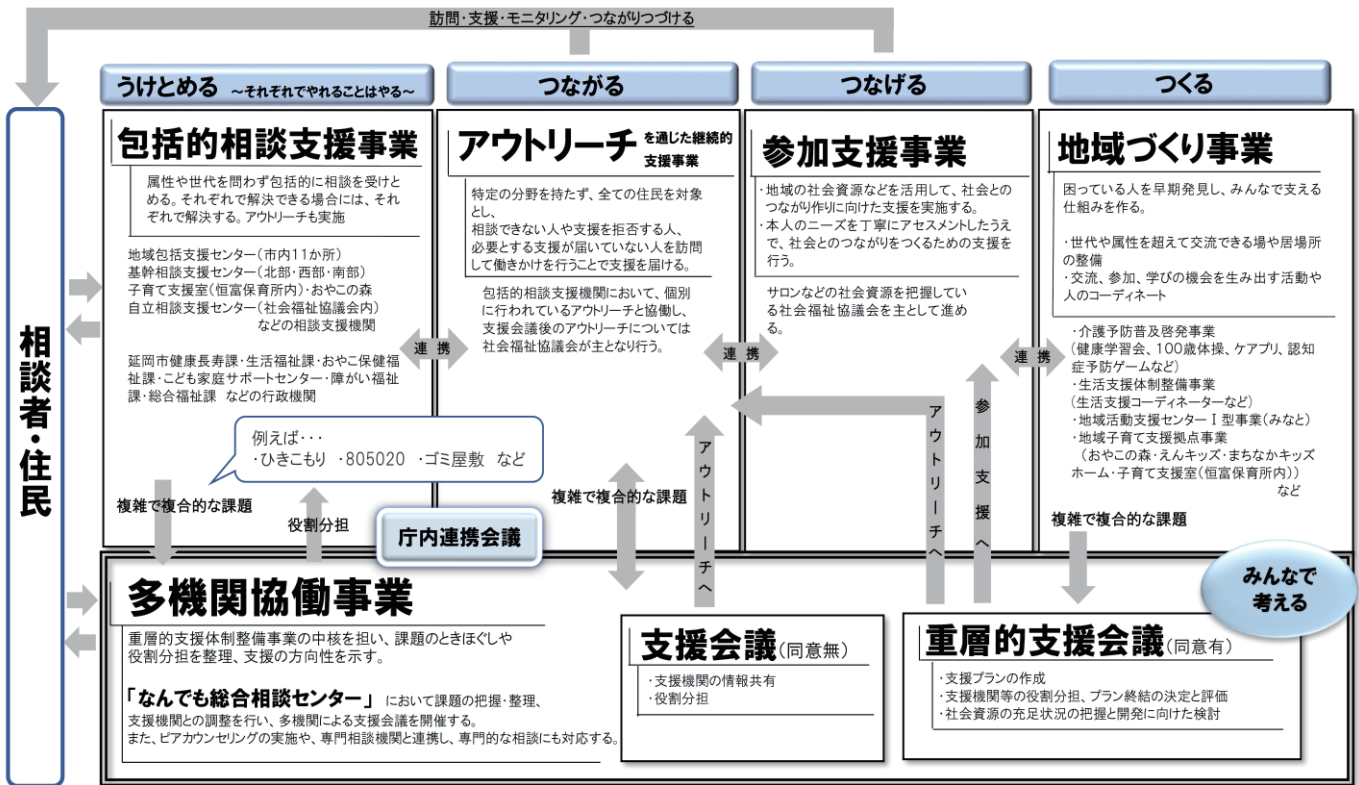 訪問・支援・モニタリング・つながりつづける
相談者・住民
うけとめる ～それぞれでやれることはやる～
包括的相談支援事業
属性や世代を問わず包括的に相談を受けと
める。それぞれで解決できる場合には、それ
ぞれで解決する。アウトリーチも実施
地域包括支援センター(市内11か所)
基幹相談支援センター(北部・西部・南部)
子育て支援室(恒富保育所内)・おやこの森
自立相談支援センター(社会福祉協議会内)
などの相談支援機関
延岡市健康長寿課・生活福祉課・おやこ保健福
祉課・こども家庭サポートセンター・障がい福祉
課・総合福祉課 などの行政機関
例えば・・・
・ひきこもり ・805020 ・ゴミ屋敷 など
複雑で複合的な課題
役割分担
連携
つながる
アウトリーチ を通じた継続的
支援事業
特定の分野を持たず、全ての住民を対象
とし、
相談できない人や支援を拒否する人、
必要とする支援が届いていない人を訪問
して働きかけを行うことで支援を届ける。
包括的相談支援機関において、個別
に行われているアウトリーチと協働し、
支援会議後のアウトリーチについては
社会福祉協議会が主となり行う。
複雑で複合的な課題
アウトリーチへ
連携
つなげる
参加支援事業
・地域の社会資源などを活用して、社会との
つながり作りに向けた支援を実施する。
・本人のニーズを丁寧にアセスメントしたうえ
で、社会とのつながりをつくるための支援を
行う。
サロンなどの社会資源を把握してい
る社会福祉協議会を主として進め
る。
アウトリーチへ
参加支援へ
連携
つくる
地域づくり事業
困っている人を早期発見し、みんなで支える
仕組みを作る。
・世代や属性を超えて交流できる場や居場所
の整備
・交流、参加、学びの機会を生み出す活動や
人のコーディネート
・介護予防普及啓発事業
(健康学習会、100歳体操、ケアプリ、認知
症予防ゲームなど)
・生活支援体制整備事業
(生活支援コーディネーターなど)
・地域活動支援センターⅠ型事業(みなと)
・地域子育て支援拠点事業
(おやこの森・えんキッズ・まちなかキッズ
ホーム・子育て支援室(恒富保育所内))
など
複雑で複合的な課題
庁内連携会議
みんなで
考える
多機関協働事業
重層的支援体制整備事業の中核を担い、課題のときほぐしや
役割分担を整理、支援の方向性を示す。
「なんでも総合相談センター」 において課題の把握・整理、
支援機関との調整を行い、多機関による支援会議を開催する。
また、ピアカウンセリングの実施や、専門相談機関と連携し、専門的な相談にも対応する。
支援会議(同意無)
・支援機関の情報共有
・役割分担
重層的支援会議(同意有)
・支援プランの作成
・支援機関等の役割分担、プラン終結の決定と評価
・社会資源の充足状況の把握と開発に向けた検討